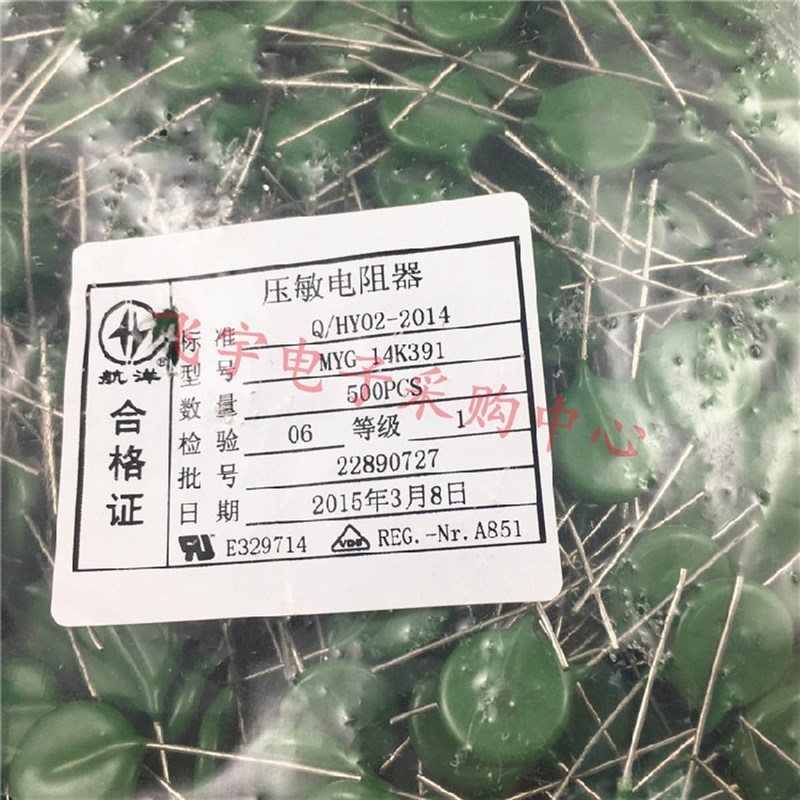 压敏电阻器
航洋®
合格证
标准 Q/HY02-2014
型号 MYG 14K391
数量 500PCS
检验 06 等级 1
批号 22890727
日期 2015年3月8日
E329714 VDE REG.-Nr.A851
飞宇电子采购中心